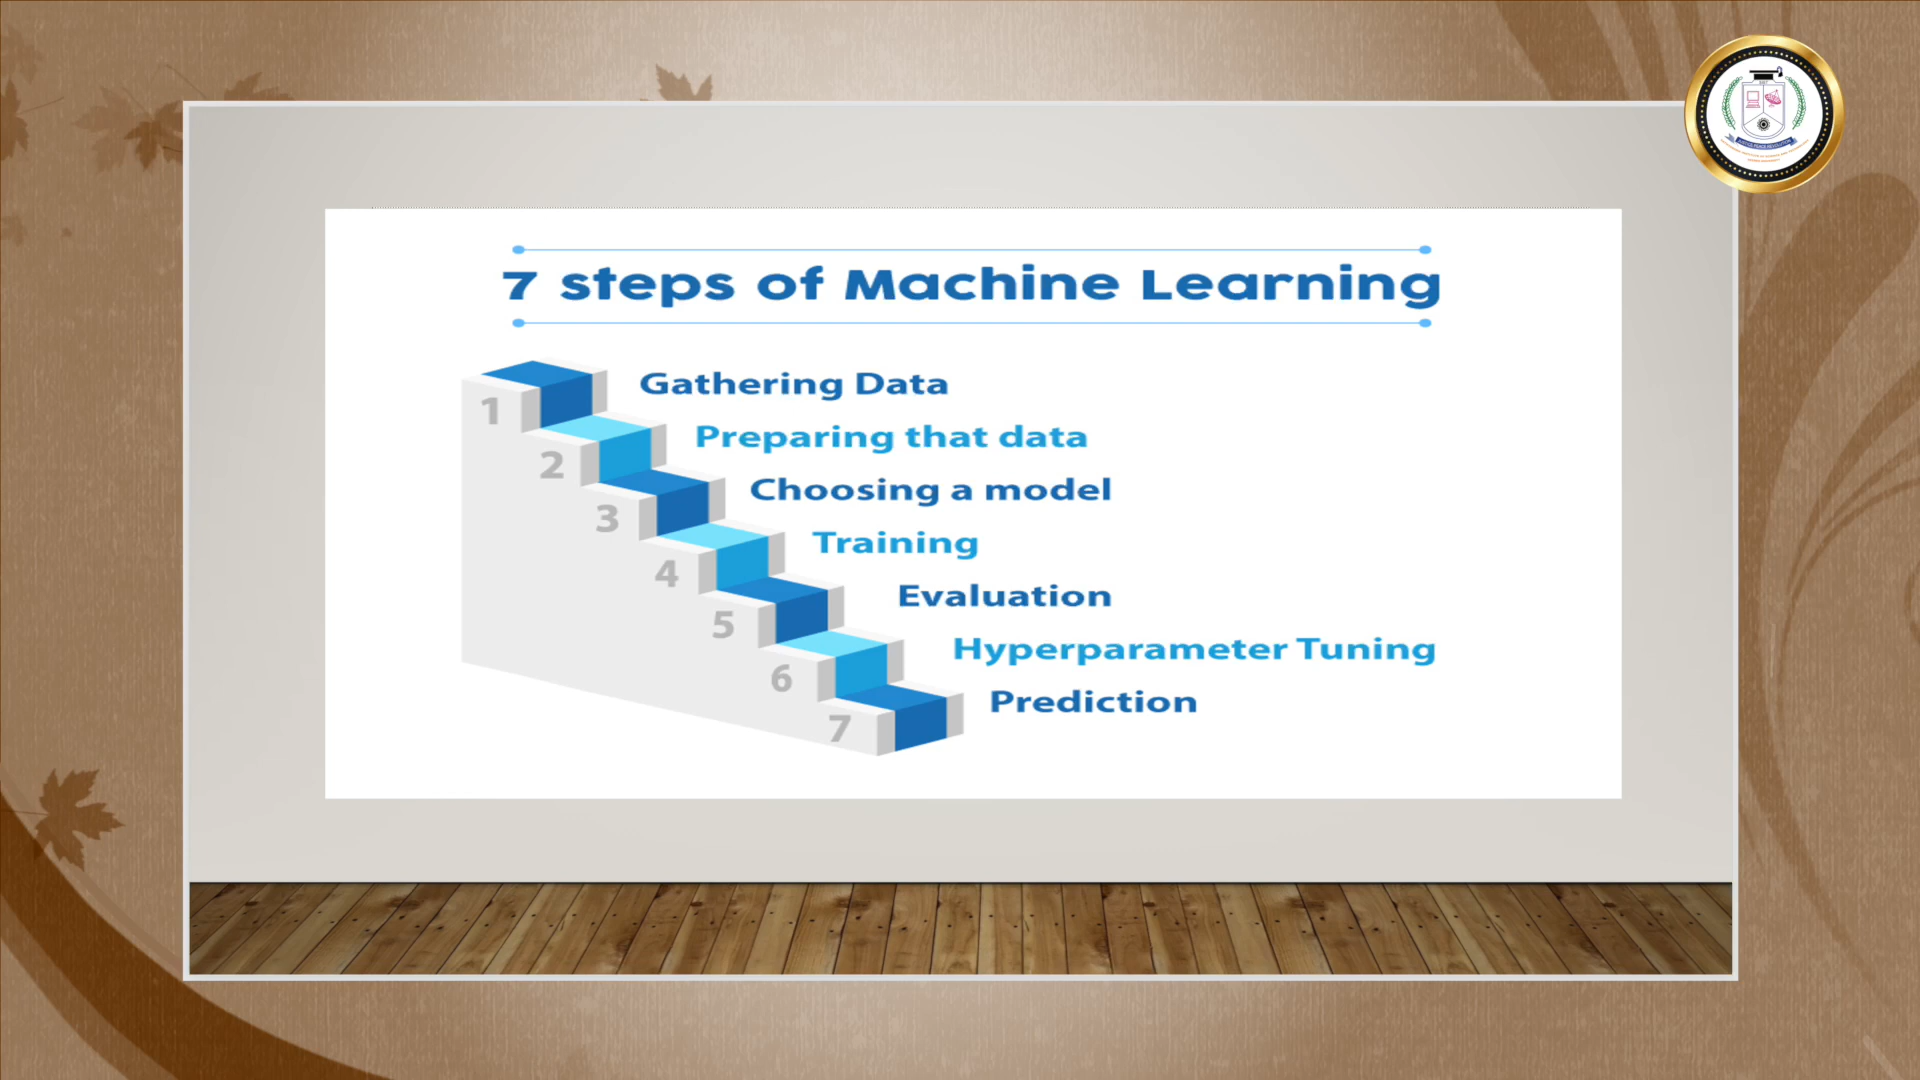 7 steps of Machine Learning
1
Gathering Data
2
Preparing that data
3
Choosing a model
4
Training
5
Evaluation
6
Hyperparameter Tuning
7
Prediction